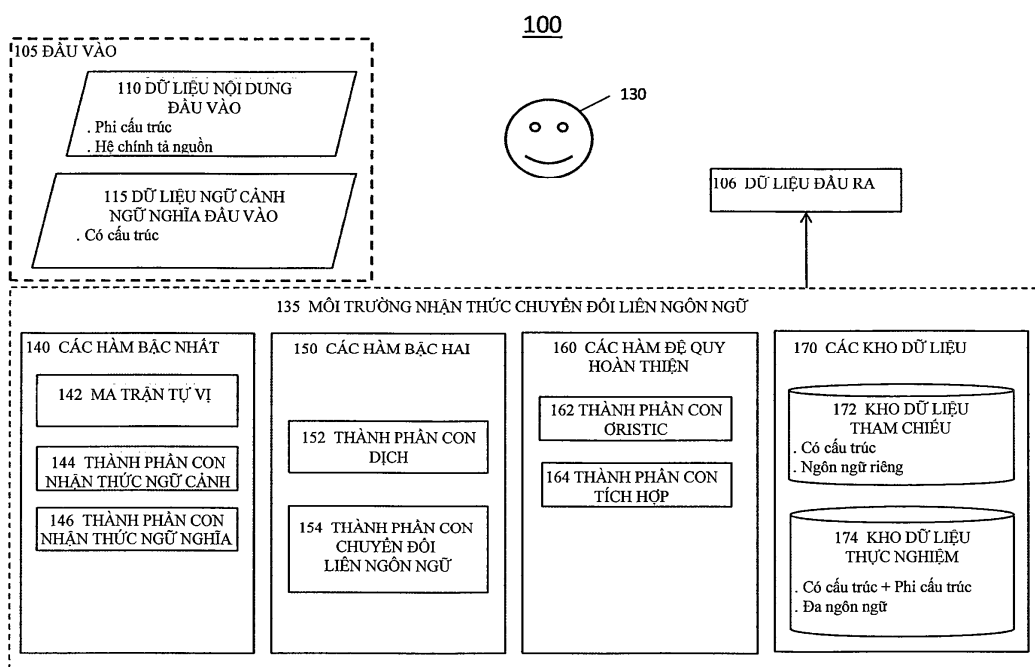 100
105 ĐẦU VÀO
110 DỮ LIỆU NỘI DUNG
ĐẦU VÀO
. Phi cấu trúc
. Hệ chính tả nguồn
115 DỮ LIỆU NGỮ CẢNH
NGỮ NGHĨA ĐẦU VÀO
. Có cấu trúc
130
106 DỮ LIỆU ĐẦU RA
135 MÔI TRƯỜNG NHẬN THỨC CHUYỂN ĐỔI LIÊN NGÔN NGỮ
140 CÁC HÀM BẬC NHẤT
142 MA TRẬN TỰ VỊ
144 THÀNH PHẦN CON
NHẬN THỨC NGỮ CẢNH
146 THÀNH PHẦN CON
NHẬN THỨC NGỮ NGHĨA
150 CÁC HÀM BẬC HAI
152 THÀNH PHẦN CON
DỊCH
154 THÀNH PHẦN CON
CHUYỂN ĐỔI
LIÊN NGÔN NGỮ
160 CÁC HÀM ĐỆ QUY
HOÀN THIỆN
162 THÀNH PHẦN CON
ƠRISTIC
164 THÀNH PHẦN CON
TÍCH HỢP
170 CÁC KHO DỮ LIỆU
172 KHO DỮ LIỆU
THAM CHIẾU
. Có cấu trúc
. Ngôn ngữ riêng
174 KHO DỮ LIỆU
THỰC NGHIỆM
. Có cấu trúc + Phi cấu trúc
. Đa ngôn ngữ